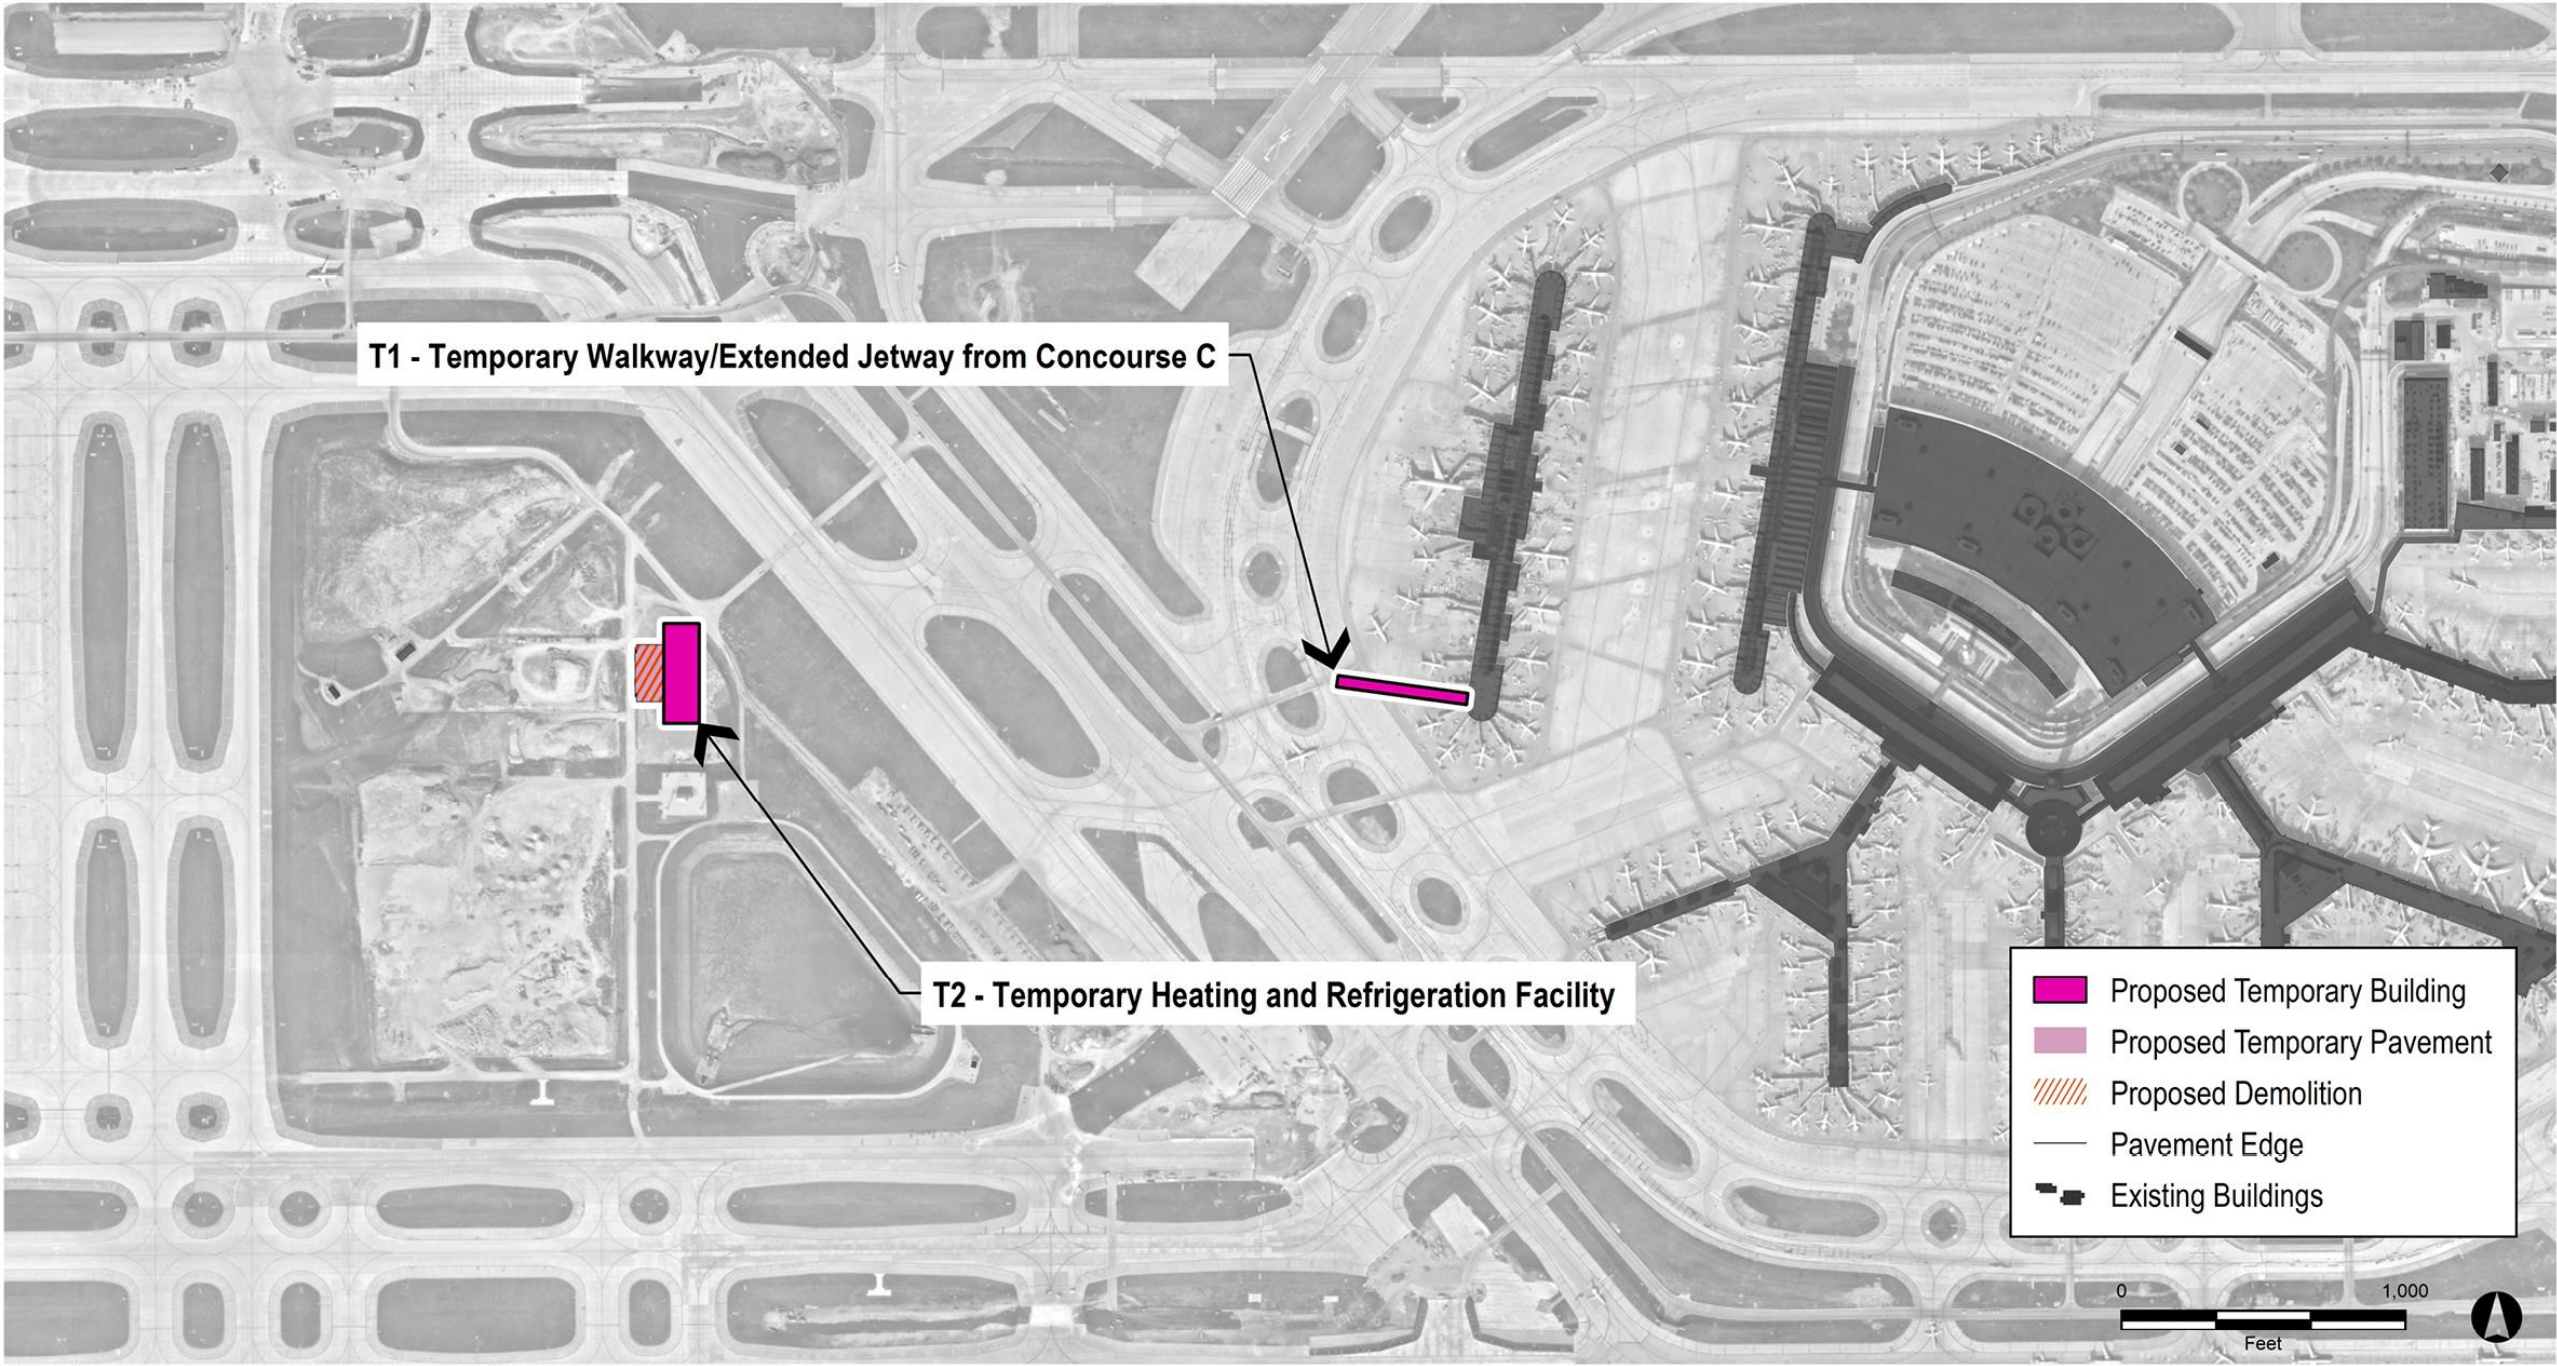 T1 - Temporary Walkway/Extended Jetway from Concourse C
T2 - Temporary Heating and Refrigeration Facility
Proposed Temporary Building
Proposed Temporary Pavement
Proposed Demolition
Pavement Edge
Existing Buildings
0 1,000
Feet